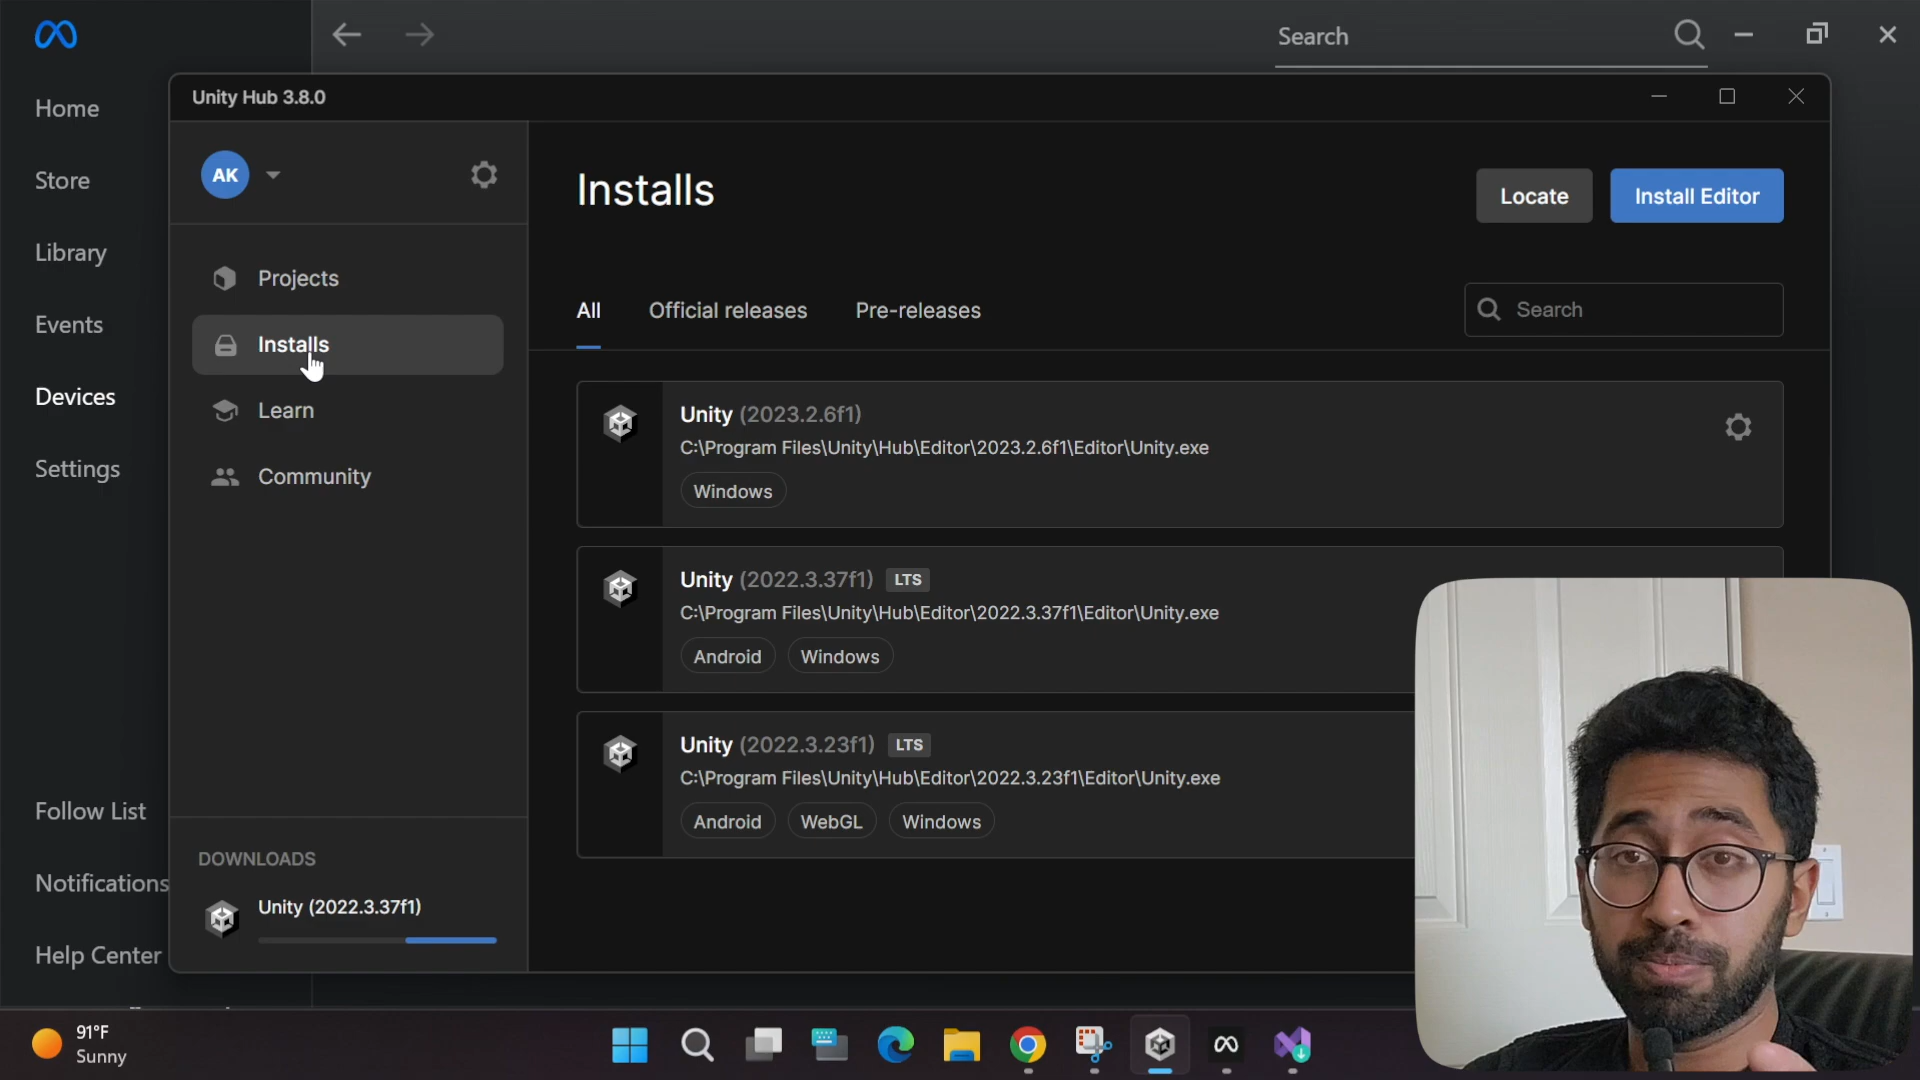 Search
Home
Store
Library
Events
Devices
Settings
Follow List
Notifications
Help Center
Unity Hub 3.8.0
AK
Projects
Installs
Learn
Community
DOWNLOADS
Unity (2022.3.37f1)
Installs
Locate
Install Editor
All
Official releases
Pre-releases
Search
Unity (2023.2.6f1)
C:\Program Files\Unity\Hub\Editor\2023.2.6f1\Editor\Unity.exe
Windows
Unity (2022.3.37f1) LTS
C:\Program Files\Unity\Hub\Editor\2022.3.37f1\Editor\Unity.exe
Android Windows
Unity (2022.3.23f1) LTS
C:\Program Files\Unity\Hub\Editor\2022.3.23f1\Editor\Unity.exe
Android WebGL Windows
91°F
Sunny